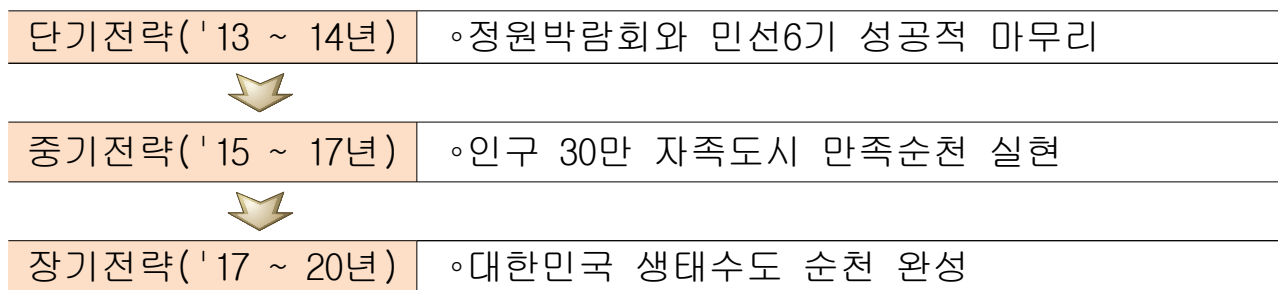 단기전략('13 ~ 14년) ◦정원박람회와 민선6기 성공적 마무리
중기전략('15 ~ 17년) ◦인구 30만 자족도시 만족순천 실현
장기전략('17 ~ 20년) ◦대한민국 생태수도 순천 완성